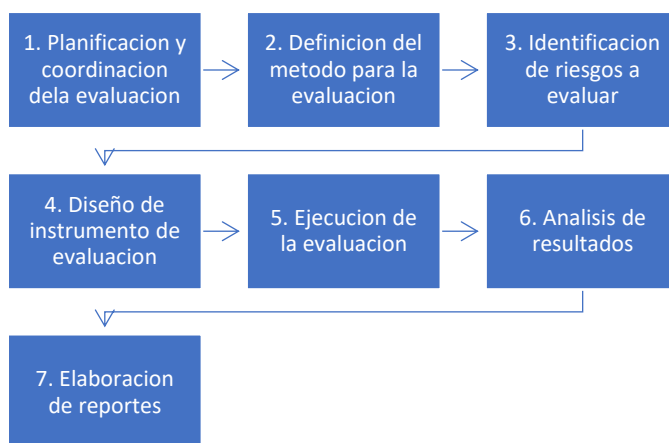 1. Planificacion y
coordinacion
dela evaluacion
2. Definicion del
metodo para la
evaluacion
3. Identificacion
de riesgos a
evaluar
4. Diseño de
instrumento de
evaluacion
5. Ejecucion de
la evaluacion
6. Analisis de
resultados
7. Elaboracion
de reportes